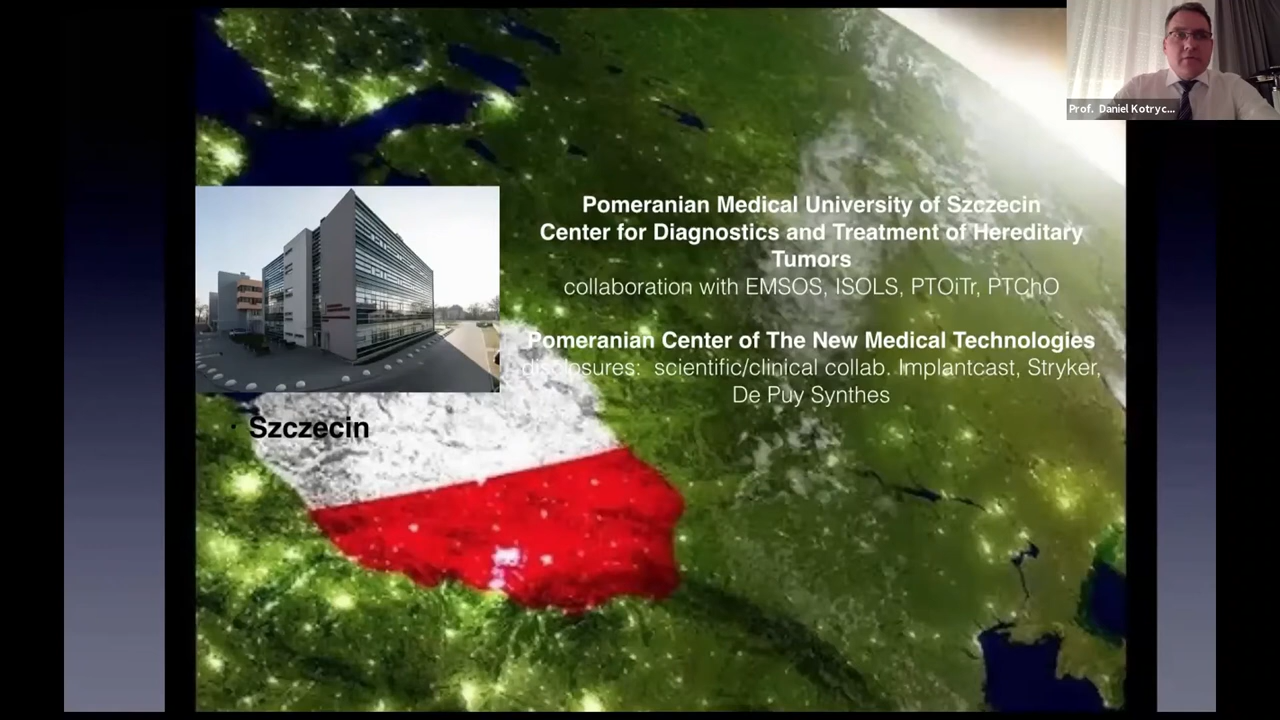 Prof. Daniel Kotryc...
Pomeranian Medical University of Szczecin
Center for Diagnostics and Treatment of Hereditary
Tumors
collaboration with EMSOS, ISOLS, PTOiTr, PTChO
Pomeranian Center of The New Medical Technologies
disclosures: scientific/clinical collab. Implantcast, Stryker,
De Puy Synthes
· Szczecin